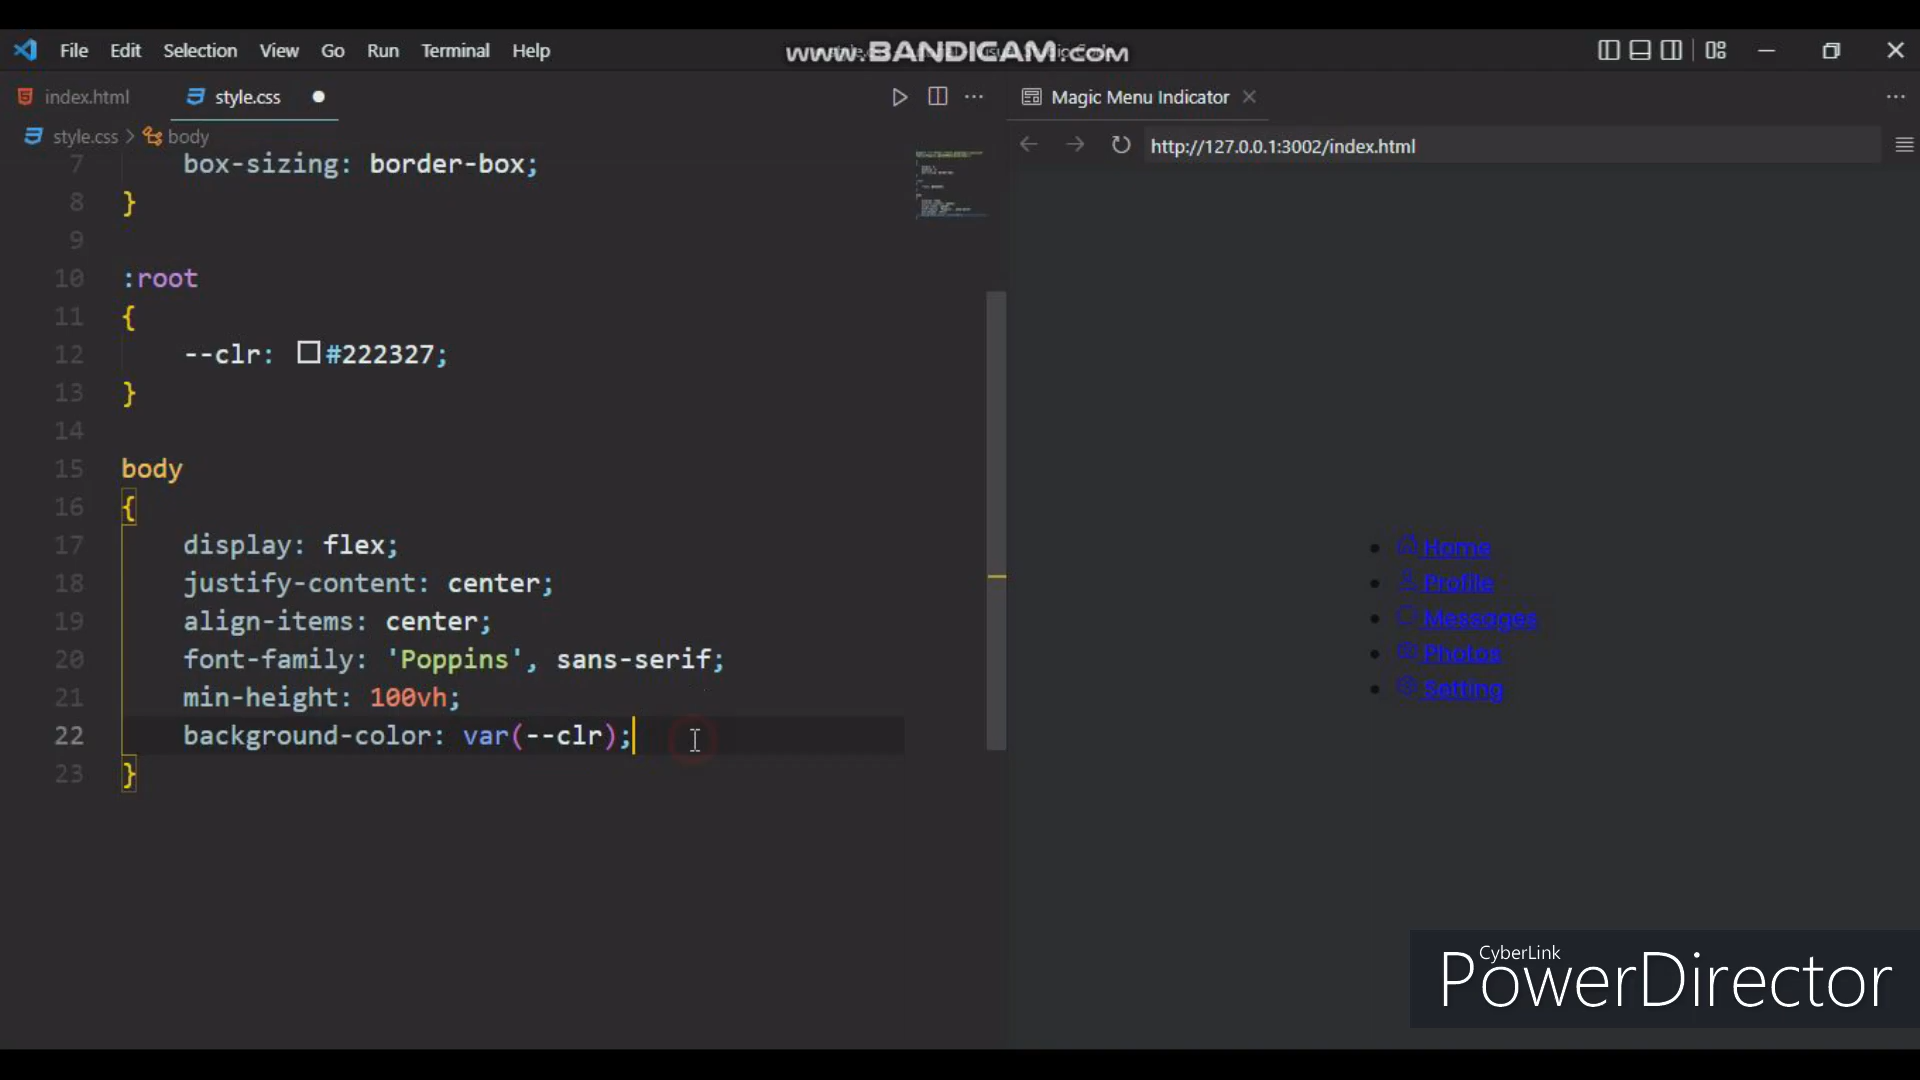 File Edit Selection View Go Run Terminal Help
www.BANDICAM.com
index.html style.css
Magic Menu Indicator
style.css > body
http://127.0.0.1:3002/index.html
7 box-sizing: border-box;
8 }
9
10 :root
11 {
12 --clr: #222327;
13 }
14
15 body
16 {
17 display: flex;
18 justify-content: center;
19 align-items: center;
20 font-family: 'Poppins', sans-serif;
21 min-height: 100vh;
22 background-color: var(--clr);
23 }
Home
Profile
Messages
Photos
Setting
CyberLink
PowerDirector